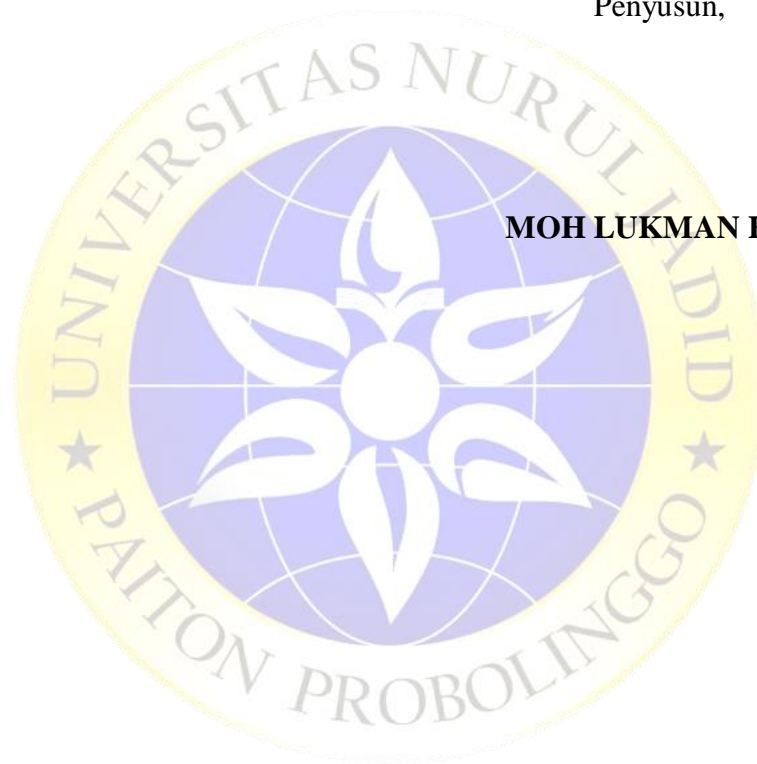 Penyusun,
MOH LUKMAN
UNIVERSITAS NURUL JADID
★ PAITON PROBOLINGGO ★